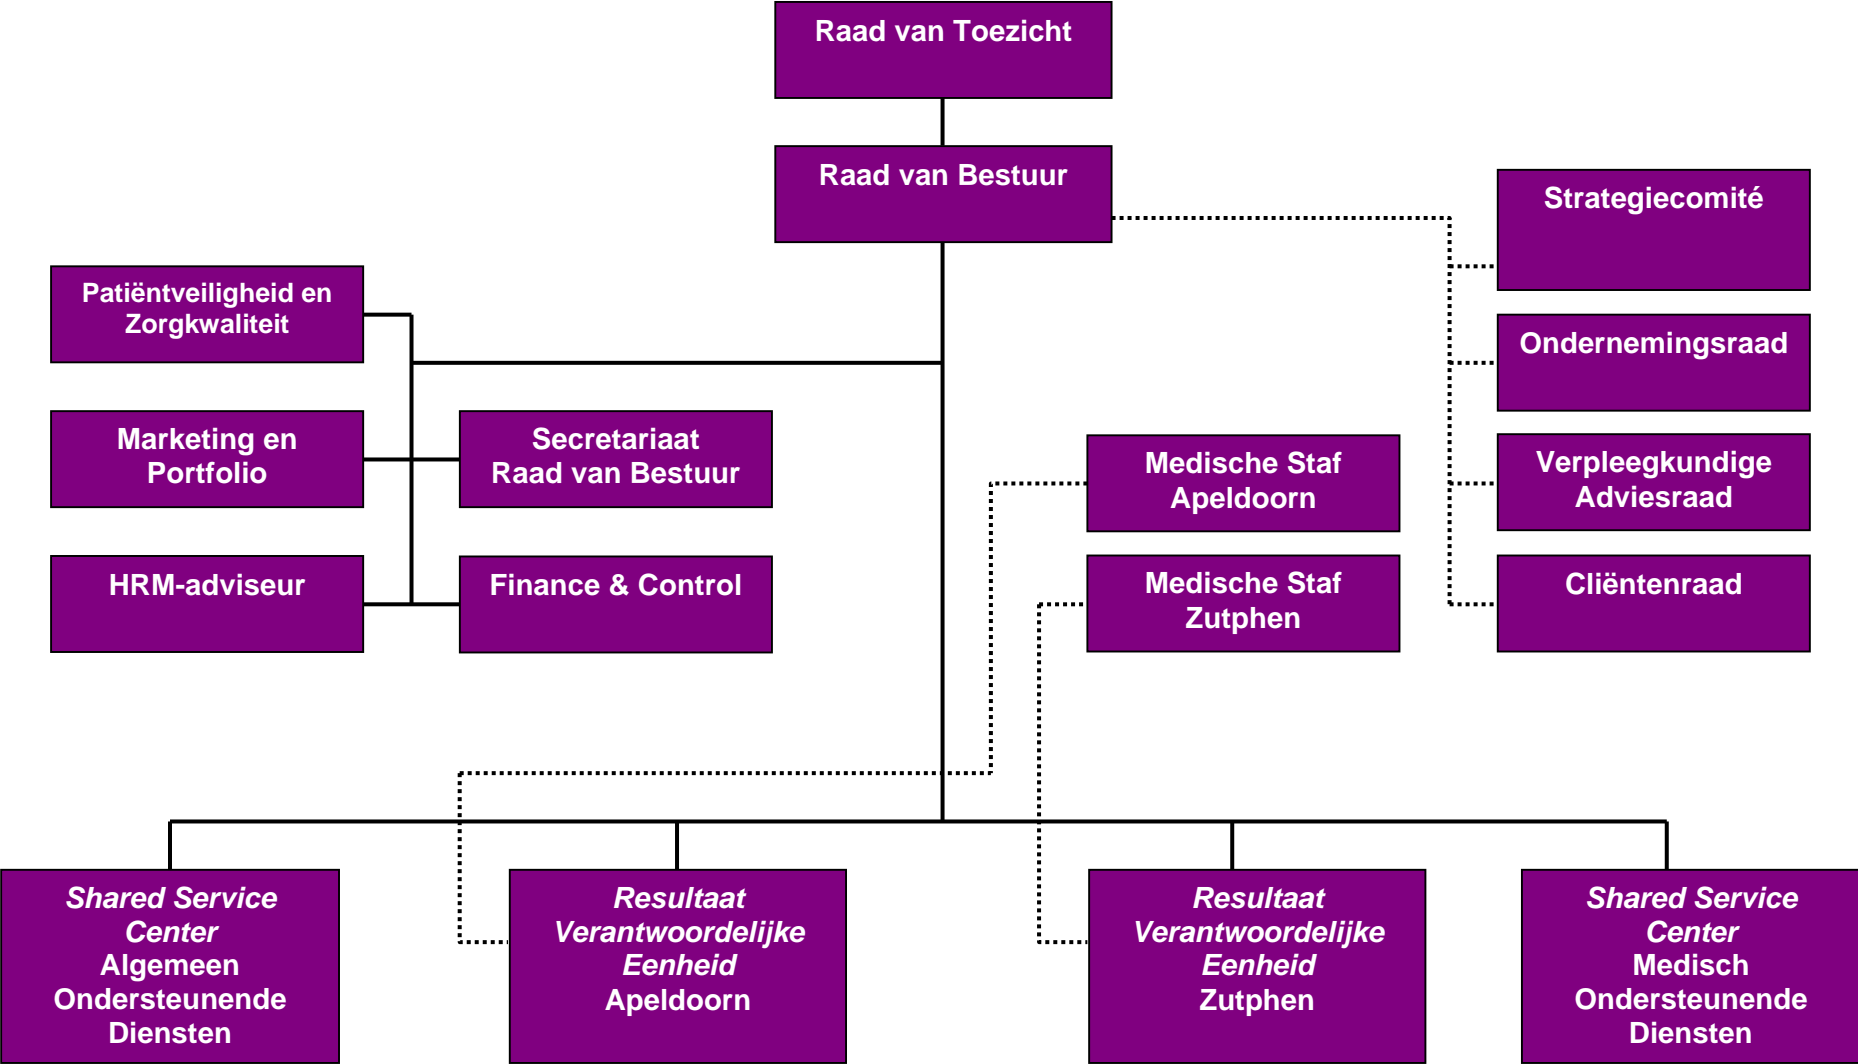 Raad van Toezicht
Raad van Bestuur
Strategiecomité
Patiëntveiligheid en
Zorgkwaliteit
Ondernemingsraad
Marketing en
Portfolio
Secretariaat
Raad van Bestuur
Medische Staf
Apeldoorn
Verpleegkundige
Adviesraad
HRM-adviseur
Finance & Control
Medische Staf
Zutphen
Cliëntenraad
Shared Service
Center
Algemeen
Ondersteunende
Diensten
Resultaat
Verantwoordelijke
Eenheid
Apeldoorn
Resultaat
Verantwoordelijke
Eenheid
Zutphen
Shared Service
Center
Medisch
Ondersteunende
Diensten